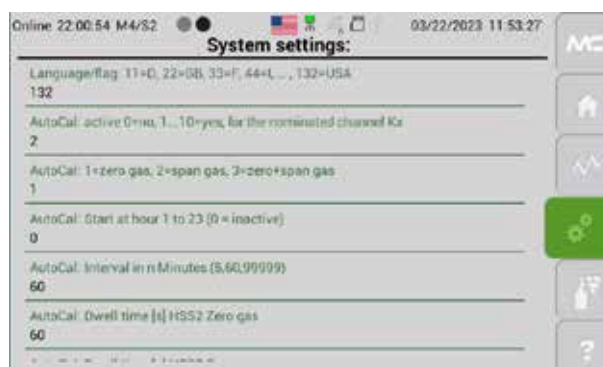 Online 22:00:54 M4/S2 03/22/2023 11:53:27
System settings:
Language/flag: 11=D, 22=GB, 33=F, 44=L ... , 132=USA
132
AutoCal: active 0=no, 1...10=yes, for the nominated channel Kx
2
AutoCal: 1=zero gas, 2=span gas, 3=zero+span gas
1
AutoCal: Start at hour 1 to 23 (0 = inactive)
0
AutoCal: Interval in n Minutes (5,60,99999)
60
AutoCal: Dwell time [s] HSS2 Zero gas
60
?